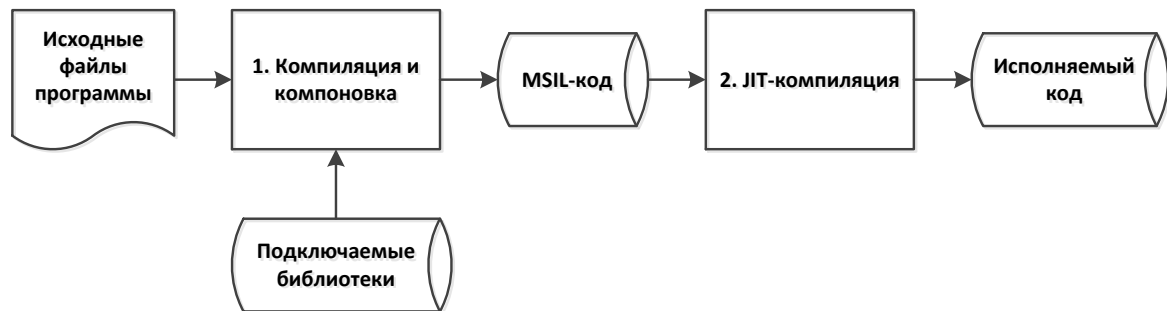 Исходные
файлы
программы
1. Компиляция и
компоновка
MSIL-код
2. JIT-компиляция
Исполняемый
код
Подключаемые
библиотеки